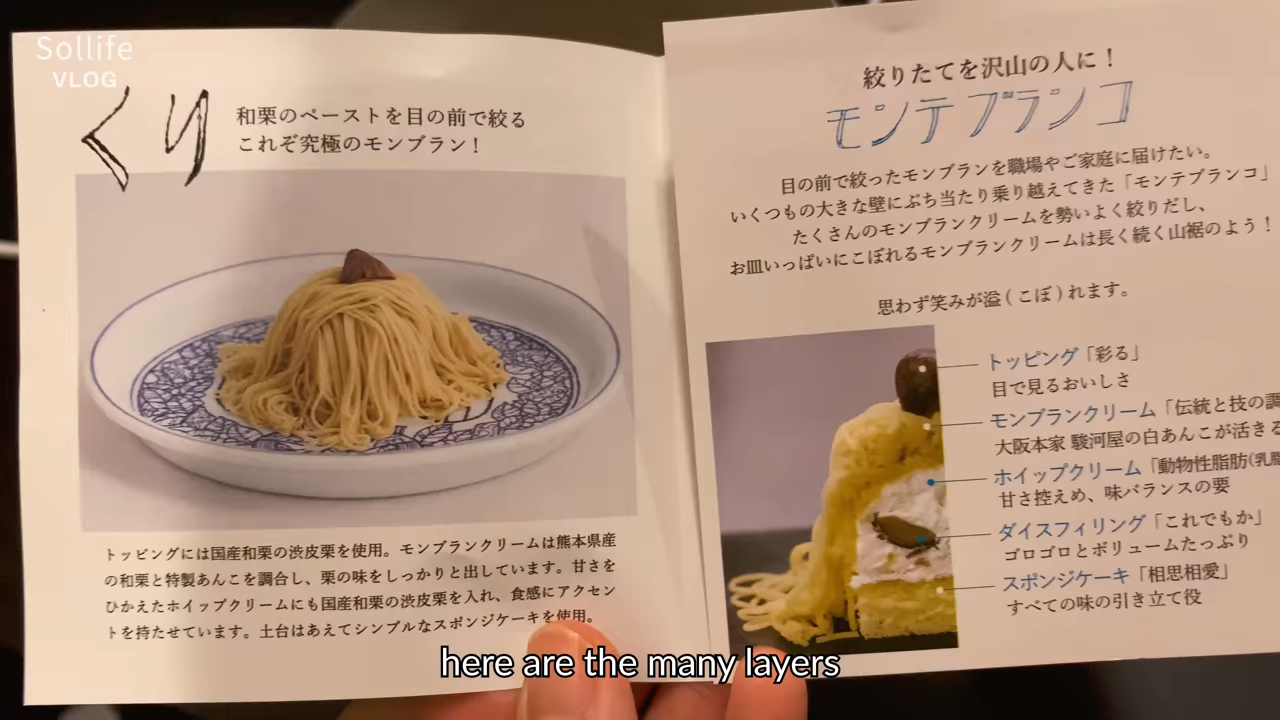 Sollife
VLOG
くり
和栗のペーストを目の前で絞る
これぞ究極のモンブラン！
トッピングには国産和栗の渋皮栗を使用。モンブランクリームは熊本県産
の和栗と特製あんこを調合し、栗の味をしっかりと出しています。甘さを
ひかえたホイップクリームにも国産和栗の渋皮栗を入れ、食感にアクセン
トを持たせています。土台はあえてシンプルなスポンジケーキを使用。
絞りたてを沢山の人に！
モンテブランコ
目の前で絞ったモンブランを職場やご家庭に届けたい。
いくつもの大きな壁にぶち当たり乗り越えてきた「モンテブランコ」
たくさんのモンブランクリームを勢いよく絞りだし、
お皿いっぱいにこぼれるモンブランクリームは長く続く山裾のよう！
思わず笑みが溢(こぼ)れます。
トッピング「彩る」
目で見るおいしさ
モンブランクリーム「伝統と技の調
大阪本家 駿河屋の白あんこが活きる
ホイップクリーム「動物性脂肪(乳脂
甘さ控えめ、味バランスの要
ダイスフィリング「これでもか」
ゴロゴロとボリュームたっぷり
スポンジケーキ「相思相愛」
すべての味の引き立て役
here are the many layers